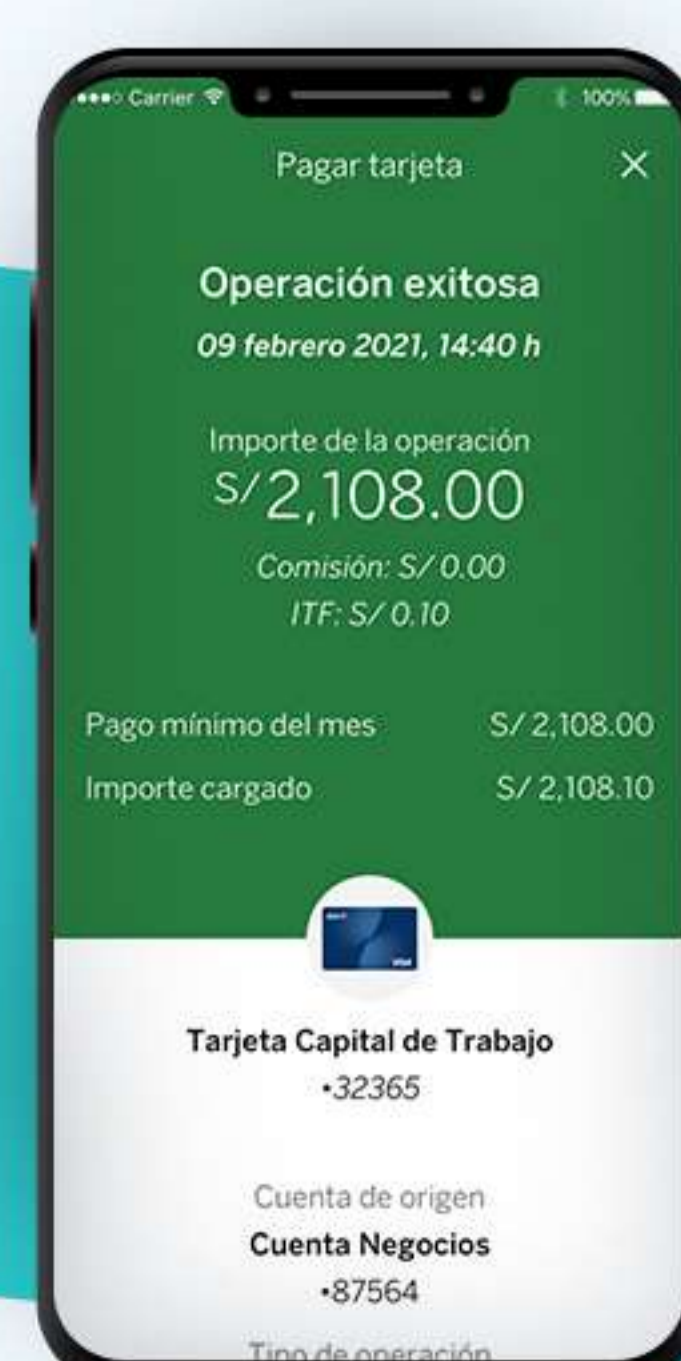 Carrier
100%
Pagar tarjeta
Operación exitosa
09 febrero 2021, 14:40 h
Importe de la operación
S/ 2,108.00
Comisión: S/ 0.00
ITF: S/ 0.10
Pago mínimo del mes S/ 2,108.00
Importe cargado S/ 2,108.10
VISA
Tarjeta Capital de Trabajo
•32365
Cuenta de origen
Cuenta Negocios
•87564
Tipo de operación